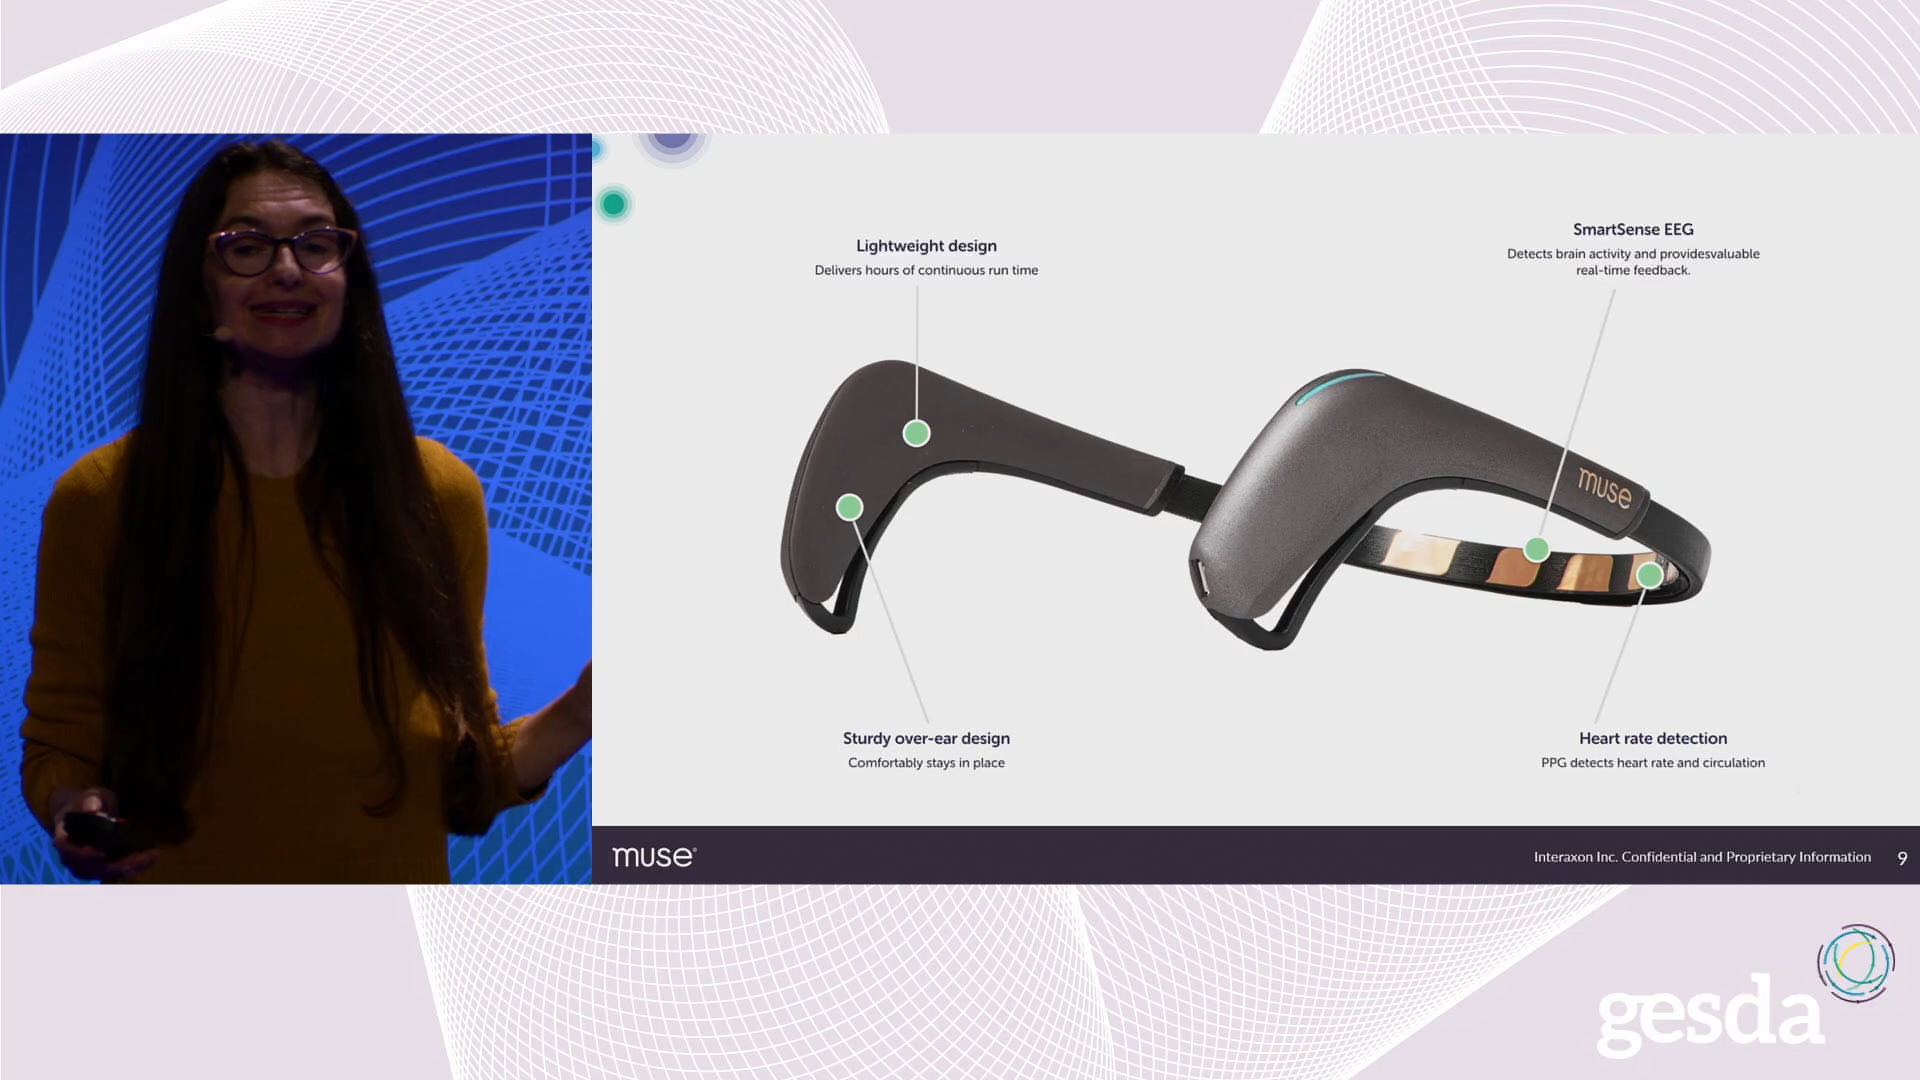 Lightweight design
Delivers hours of continuous run time
SmartSense EEG
Detects brain activity and providesvaluable
real-time feedback.
muse
Sturdy over-ear design
Comfortably stays in place
Heart rate detection
PPG detects heart rate and circulation
muse®
Interaxon Inc. Confidential and Proprietary Information 9
gesda